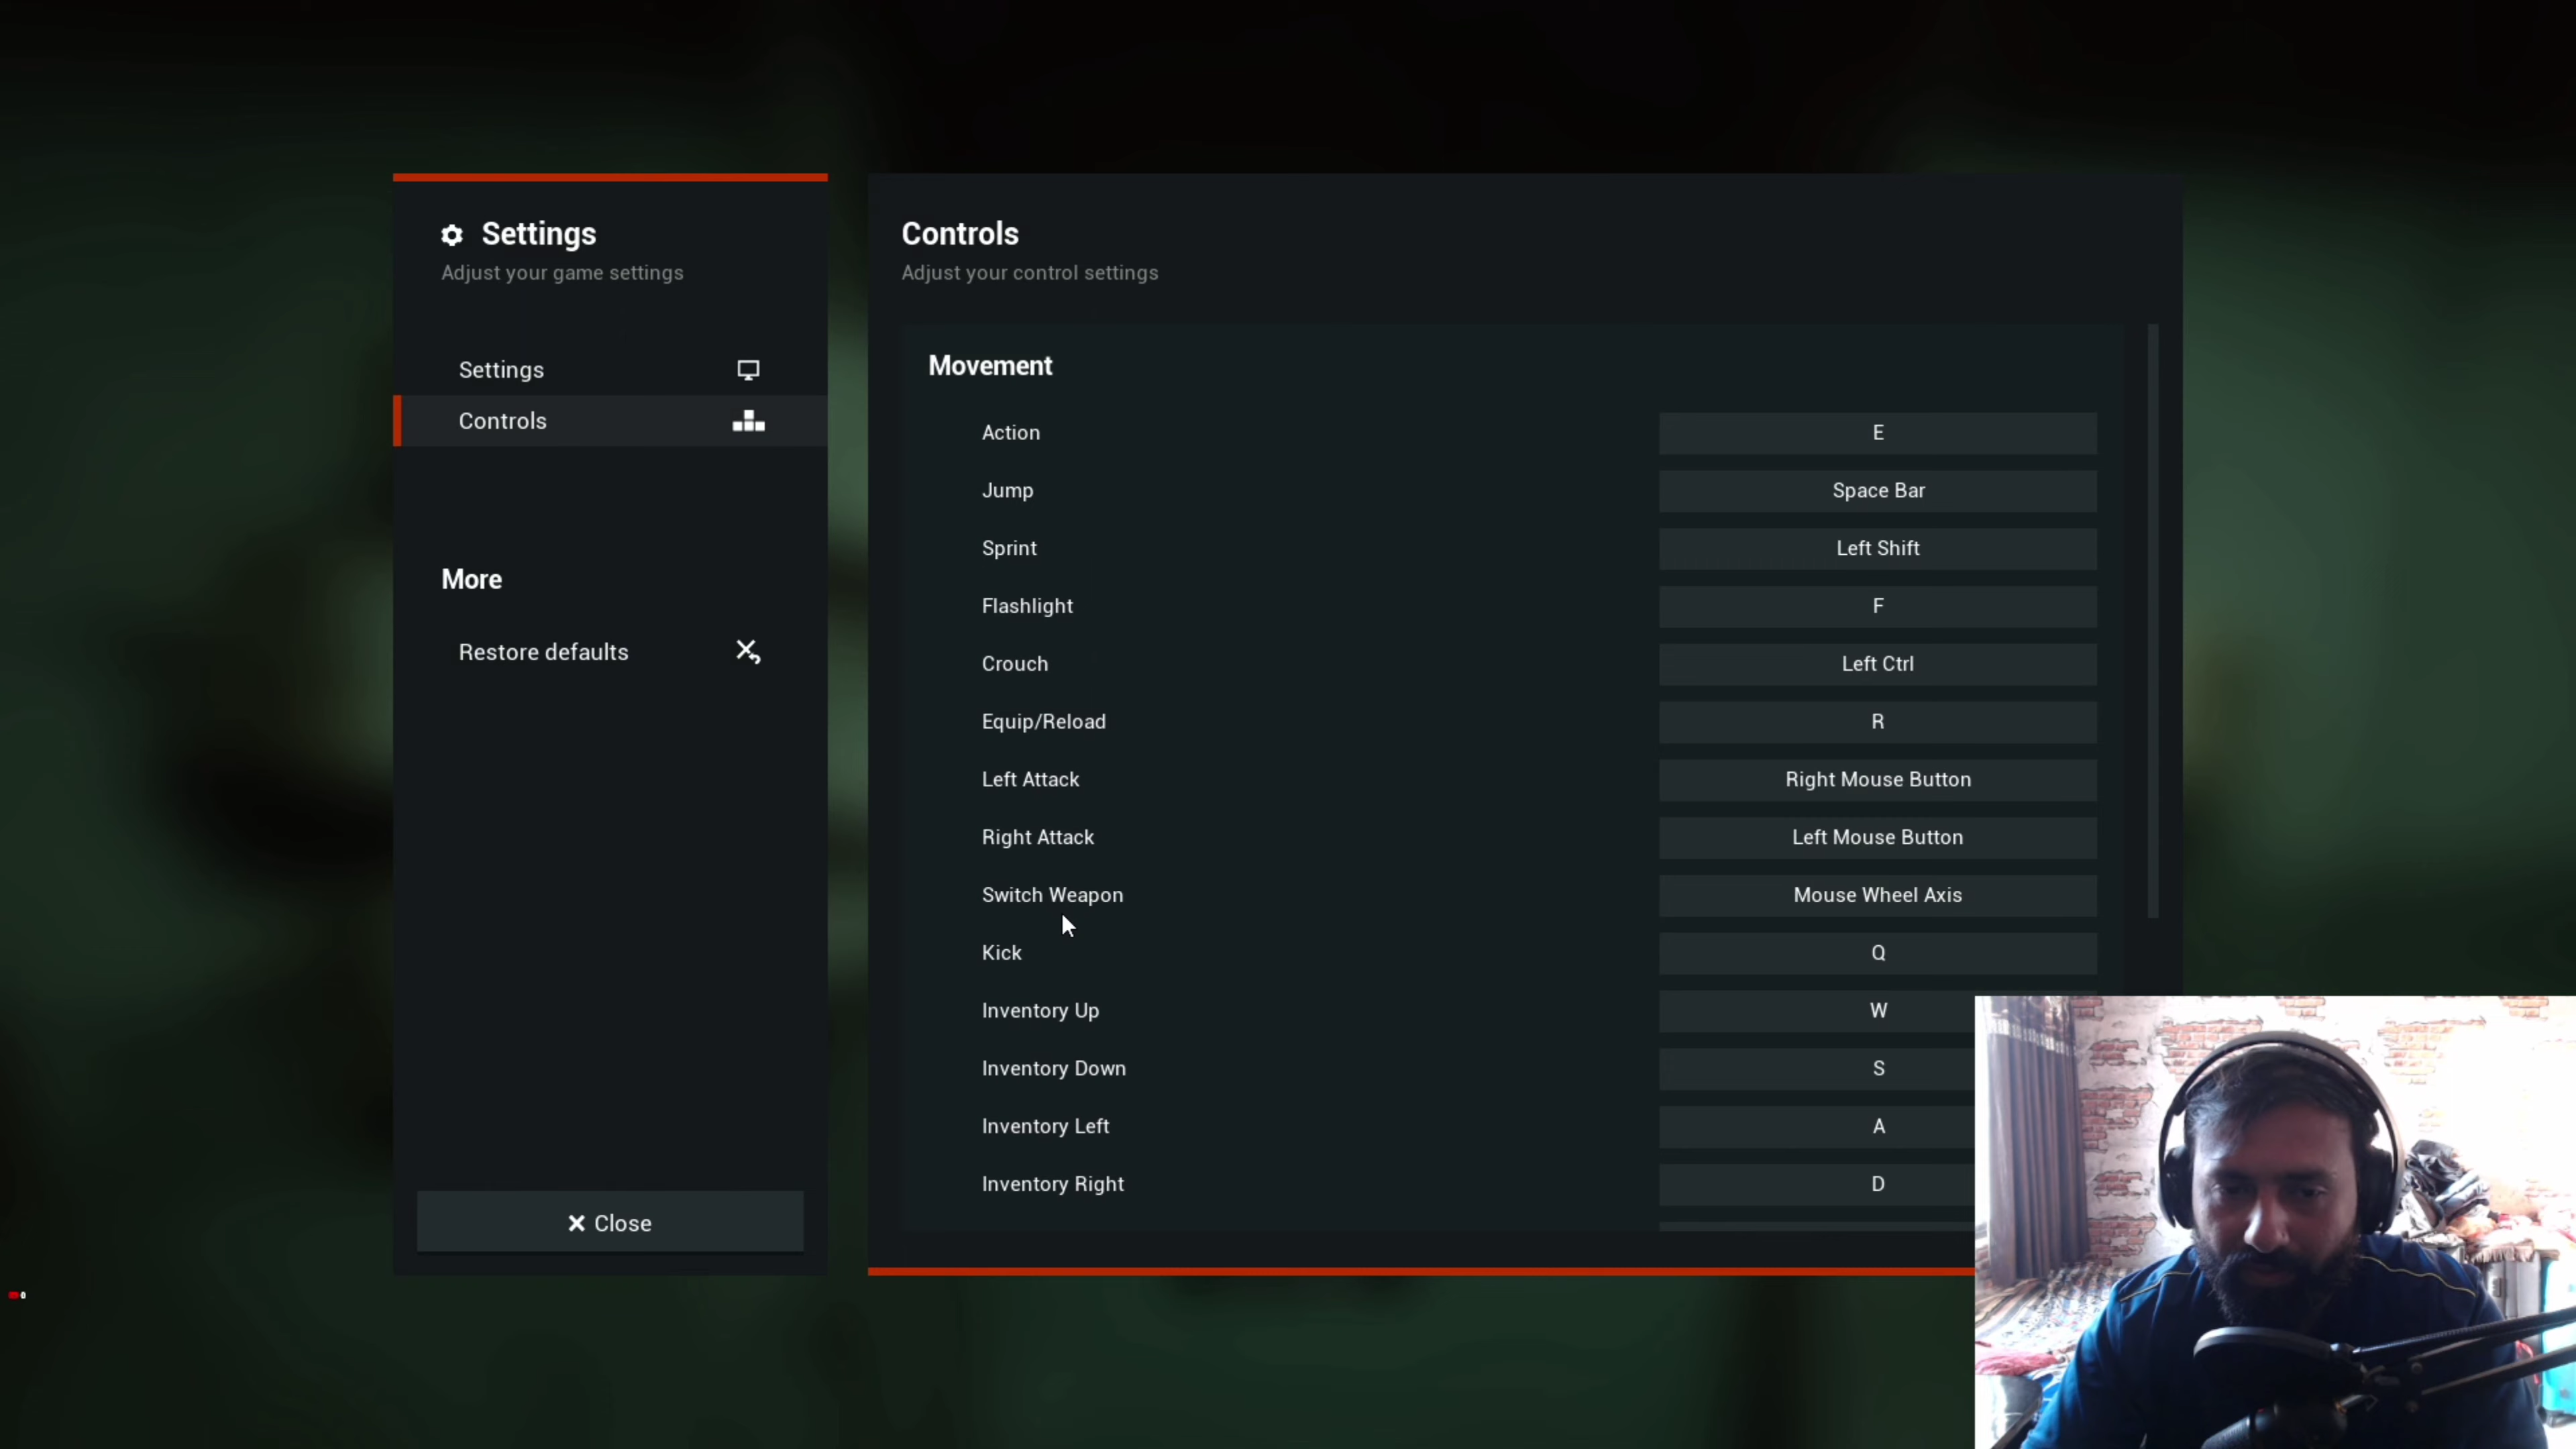 Settings
Adjust your game settings
Settings
Controls
More
Restore defaults
Close
Controls
Adjust your control settings
Movement
Action E
Jump Space Bar
Sprint Left Shift
Flashlight F
Crouch Left Ctrl
Equip/Reload R
Left Attack Right Mouse Button
Right Attack Left Mouse Button
Switch Weapon Mouse Wheel Axis
Kick Q
Inventory Up W
Inventory Down S
Inventory Left A
Inventory Right D
0